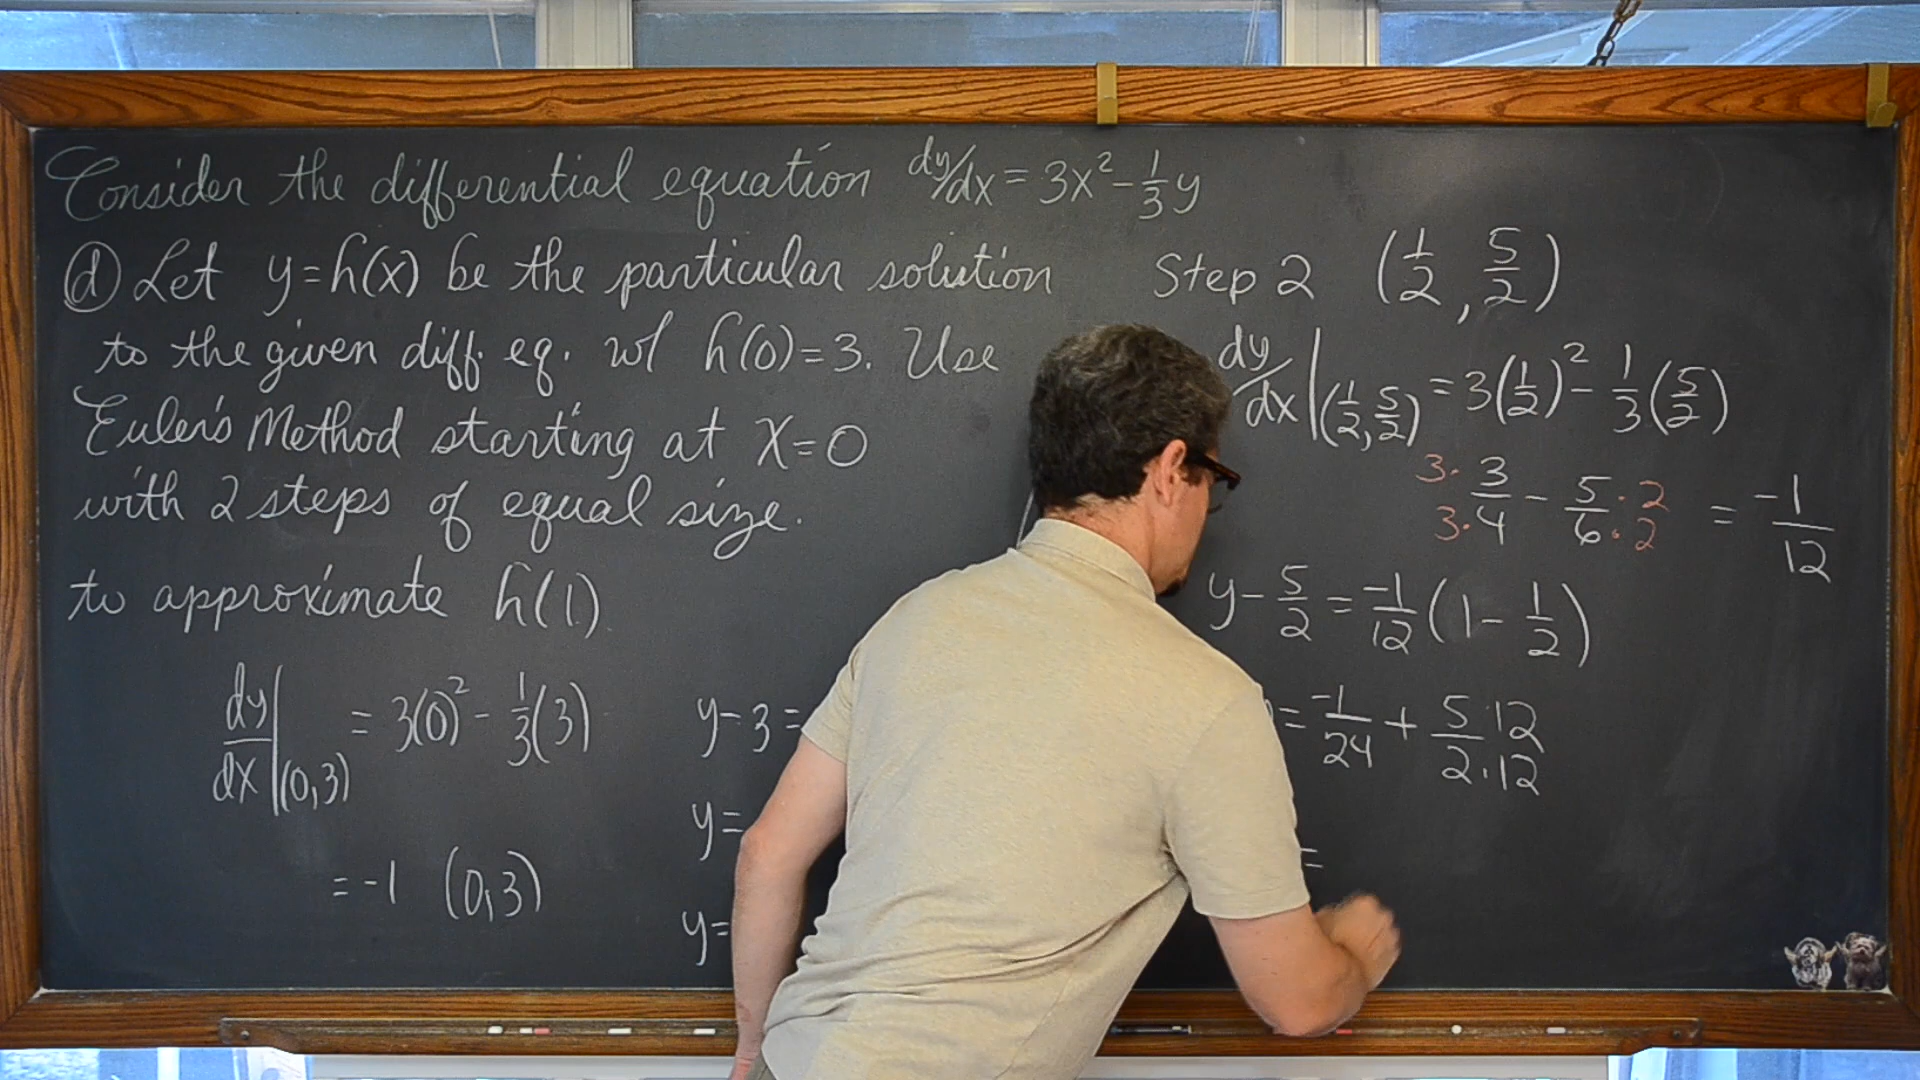 Consider the differential equation dy/dx = 3x² - 1/3 y
(d) Let y = h(x) be the particular solution
to the given diff. eq. w/ h(0) = 3. Use
Euler's Method starting at X = 0
with 2 steps of equal size.
to approximate h(1)
dy/dx |(0,3) = 3(0)² - 1/3(3)
= -1 (0,3)
y - 3 =
y =
y =
Step 2 (1/2, 5/2)
dy/dx |(1/2, 5/2) = 3(1/2)² - 1/3(5/2)
3·3/3·4 - 5·2/6·2 = -1/12
y - 5/2 = -1/12(1 - 1/2)
= -1/24 + 5·12/2·12
=